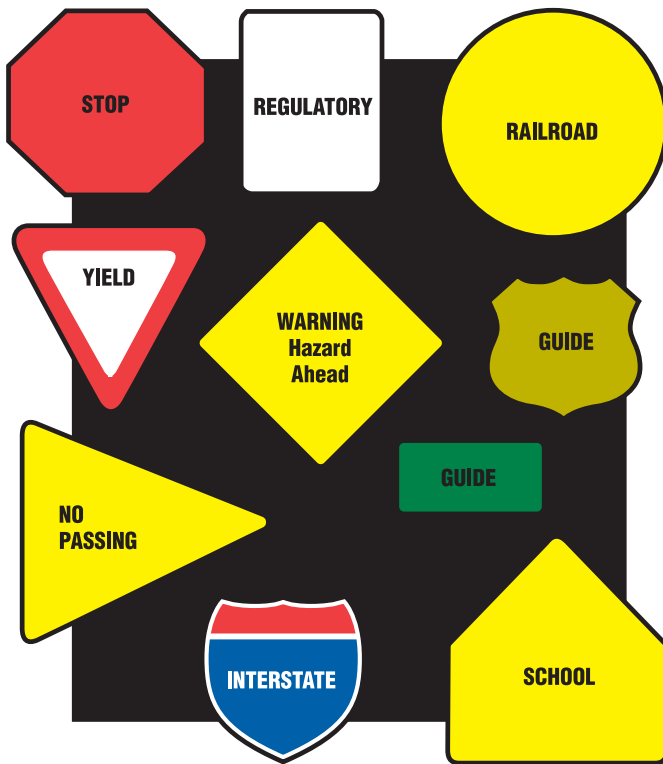 STOP
REGULATORY
RAILROAD
YIELD
WARNING
Hazard
Ahead
GUIDE
GUIDE
NO
PASSING
INTERSTATE
SCHOOL